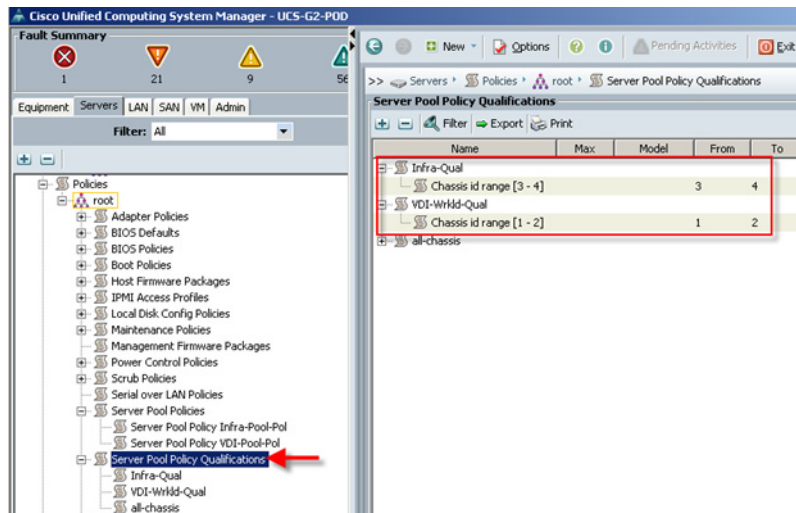 Cisco Unified Computing System Manager - UCS-G2-POD
Fault Summary
1 21 9 56
Equipment Servers LAN SAN VM Admin
Filter: All
Policies
root
Adapter Policies
BIOS Defaults
BIOS Policies
Boot Policies
Host Firmware Packages
IPMI Access Profiles
Local Disk Config Policies
Maintenance Policies
Management Firmware Packages
Power Control Policies
Scrub Policies
Serial over LAN Policies
Server Pool Policies
Server Pool Policy Infra-Pool-Pol
Server Pool Policy VDI-Pool-Pol
Server Pool Policy Qualifications
Infra-Qual
VDI-Wrkld-Qual
all-chassis
New Options Pending Activities Exit
>> Servers Policies root Server Pool Policy Qualifications
Server Pool Policy Qualifications
Filter Export Print
Name Max Model From To
Infra-Qual
Chassis id range [3 - 4] 3 4
VDI-Wrkld-Qual
Chassis id range [1 - 2] 1 2
all-chassis